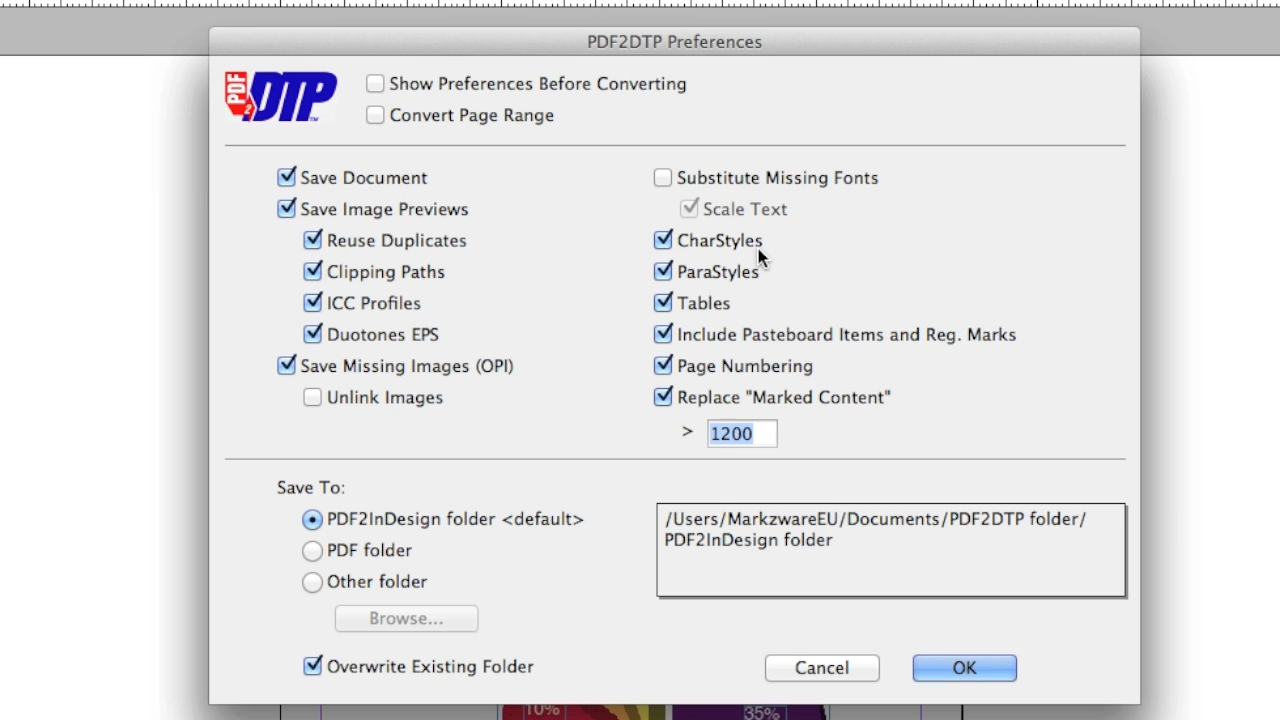 PDF2DTP Preferences
PDF
2
DTP™
Show Preferences Before Converting
Convert Page Range
Save Document
Save Image Previews
Reuse Duplicates
Clipping Paths
ICC Profiles
Duotones EPS
Save Missing Images (OPI)
Unlink Images
Substitute Missing Fonts
Scale Text
CharStyles
ParaStyles
Tables
Include Pasteboard Items and Reg. Marks
Page Numbering
Replace "Marked Content"
> 1200
Save To:
PDF2InDesign folder <default>
PDF folder
Other folder
Browse...
Overwrite Existing Folder
/Users/MarkzwareEU/Documents/PDF2DTP folder/
PDF2InDesign folder
Cancel
OK
10%
35%